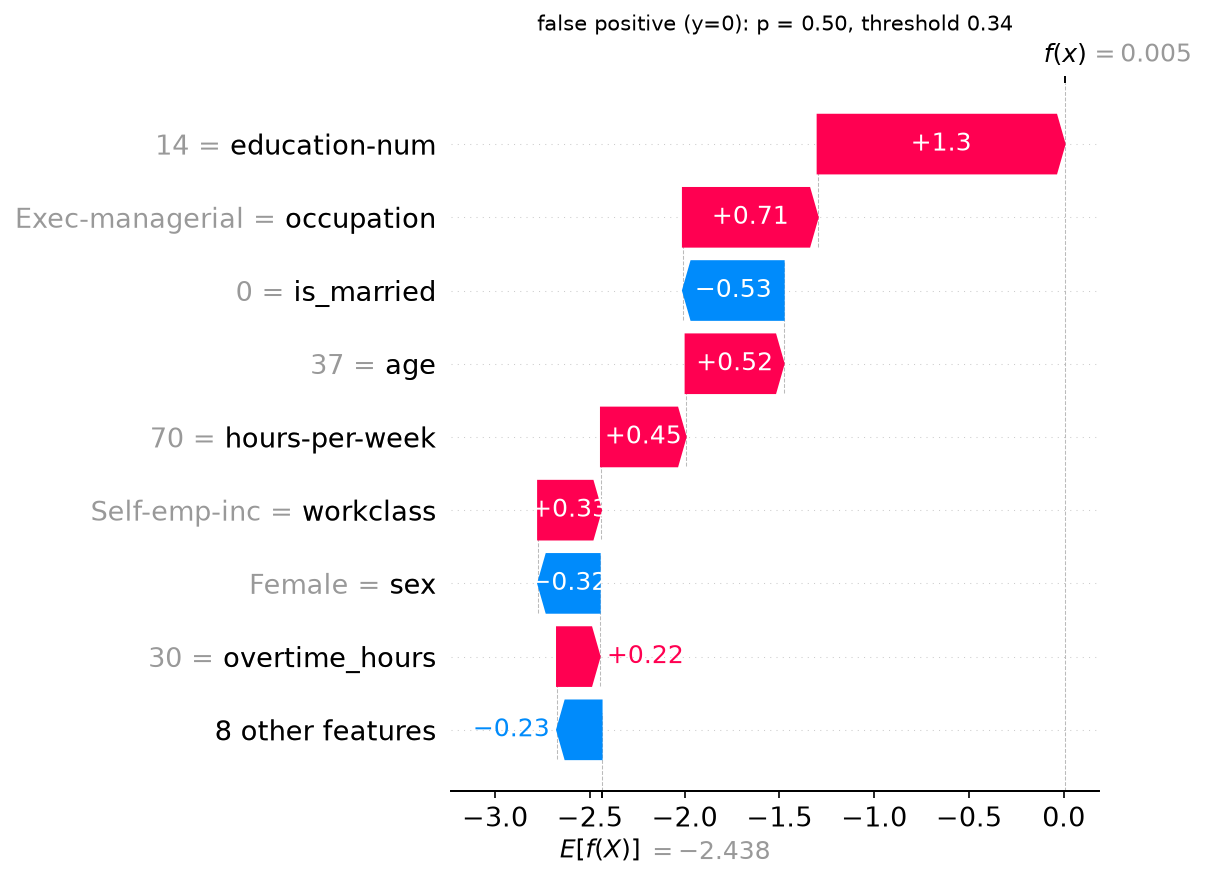 false positive (y=0): p = 0.50, threshold 0.34
f(x) = 0.005
14 = education-num
+1.3
Exec-managerial = occupation
+0.71
0 = is_married
−0.53
37 = age
+0.52
70 = hours-per-week
+0.45
Self-emp-inc = workclass
+0.33
Female = sex
−0.32
30 = overtime_hours
+0.22
8 other features
−0.23
−3.0 −2.5 −2.0 −1.5 −1.0 −0.5 0.0
E[f(X)] = −2.438